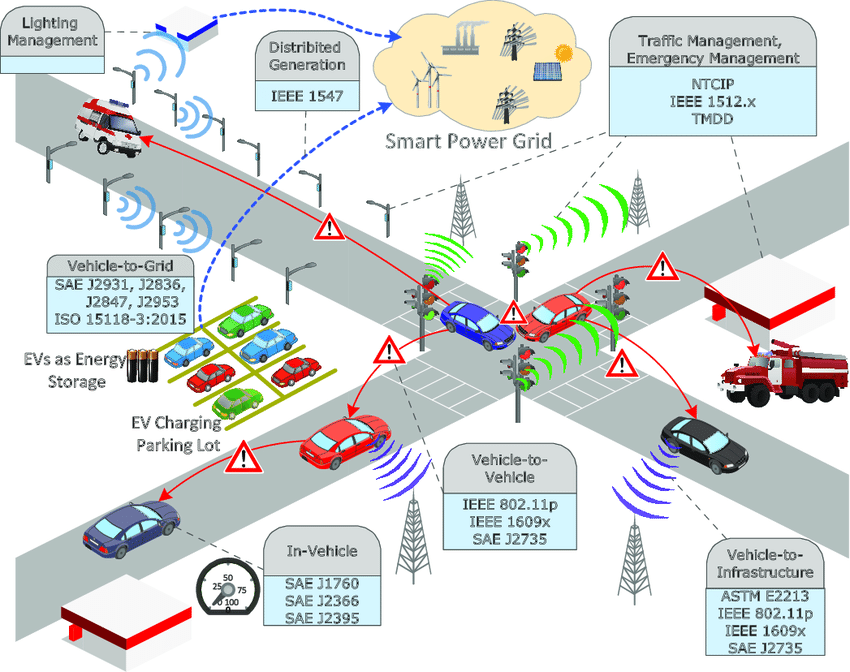 Lighting
Management
Distribited
Generation
IEEE 1547
Smart Power Grid
Traffic Management,
Emergency Management
NTCIP
IEEE 1512.x
TMDD
Vehicle-to-Grid
SAE J2931, J2836,
J2847, J2953
ISO 15118-3:2015
EVs as Energy
Storage
EV Charging
Parking Lot
Vehicle-to-
Vehicle
IEEE 802.11p
IEEE 1609x
SAE J2735
In-Vehicle
SAE J1760
SAE J2366
SAE J2395
50
25
75
0
100
0
Vehicle-to-
Infrastructure
ASTM E2213
IEEE 802.11p
IEEE 1609x
SAE J2735